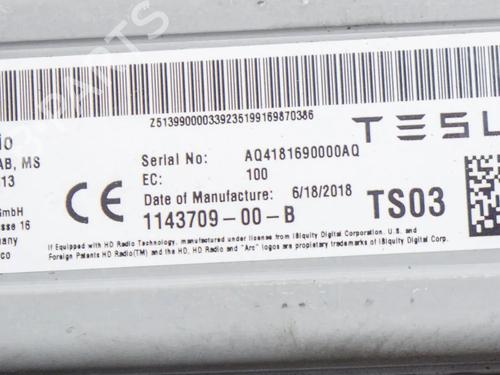 Z5139900003392351991698​70386
TESL
io
AB, MS
13
Serial No: AQ4181690000AQ
EC: 100
Date of Manufacture: 6/18/2018
GmbH
sse 16
any
co
CE
1143709-00-B
TS03
If Equipped with HD Radio Technology, manufactured under license from iBiquity Digital Corporation. U.S. and
Foreign Patents HD Radio(TM) and the HD, HD Radio and "Arc" logos are proprietary trademarks of iBiquity Digital Corp.